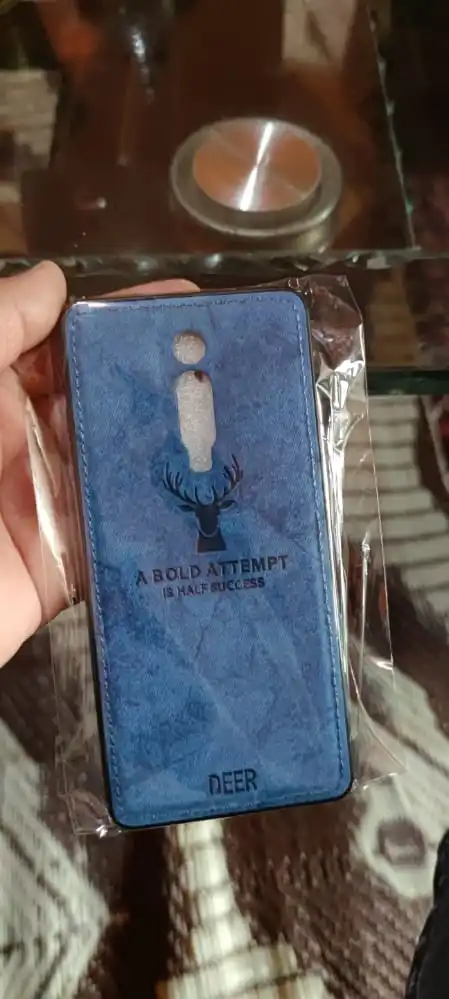 A BOLD ATTEMPT
IS HALF SUCCESS
DEER